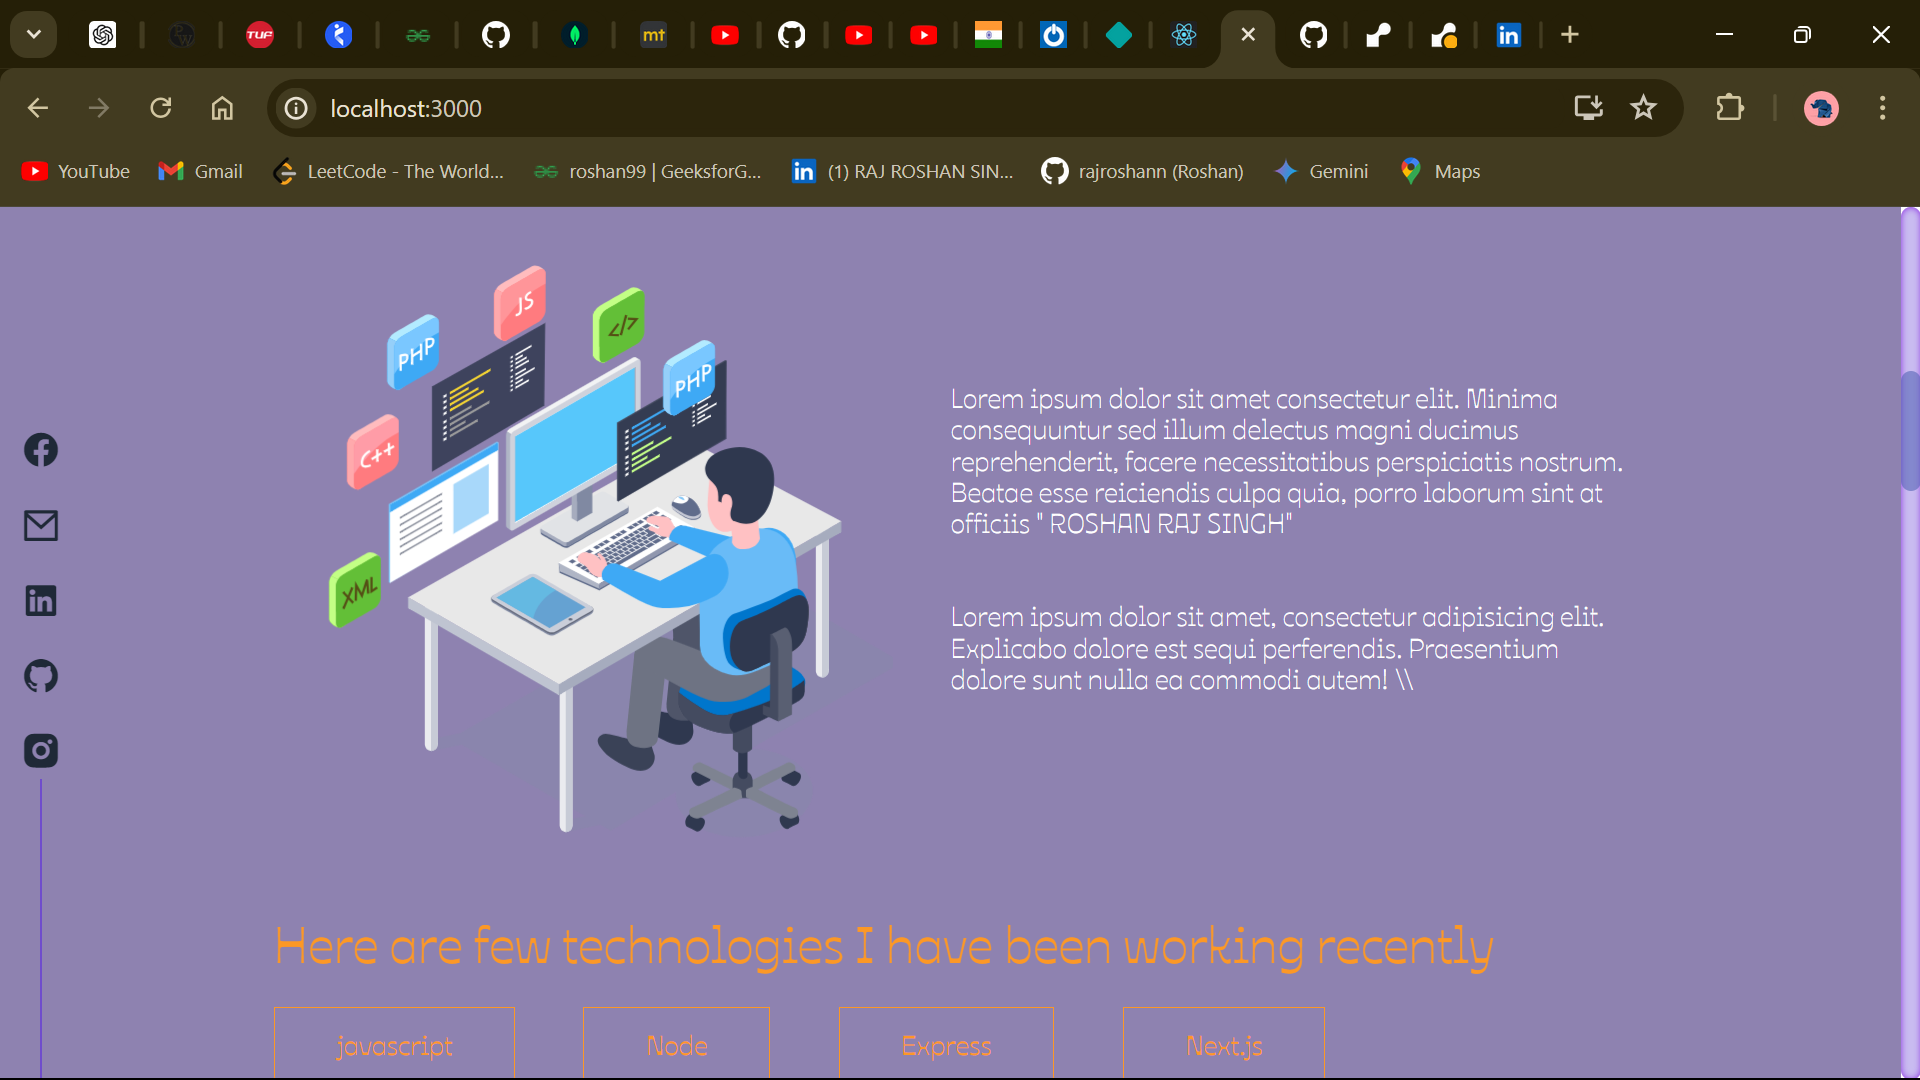 TUF
mt
localhost:3000
YouTube
Gmail
LeetCode - The World...
roshan99 | GeeksforG...
(1) RAJ ROSHAN SIN...
rajroshann (Roshan)
Gemini
Maps
JS
</>
PHP
PHP
C++
XML
Lorem ipsum dolor sit amet consectetur elit. Minima
consequuntur sed illum delectus magni ducimus
reprehenderit, facere necessitatibus perspiciatis nostrum.
Beatae esse reiciendis culpa quia, porro laborum sint at
officiis " ROSHAN RAJ SINGH"
Lorem ipsum dolor sit amet, consectetur adipisicing elit.
Explicabo dolore est sequi perferendis. Praesentium
dolore sunt nulla ea commodi autem! \\
Here are few technologies I have been working recently
javascript
Node
Express
Next.js